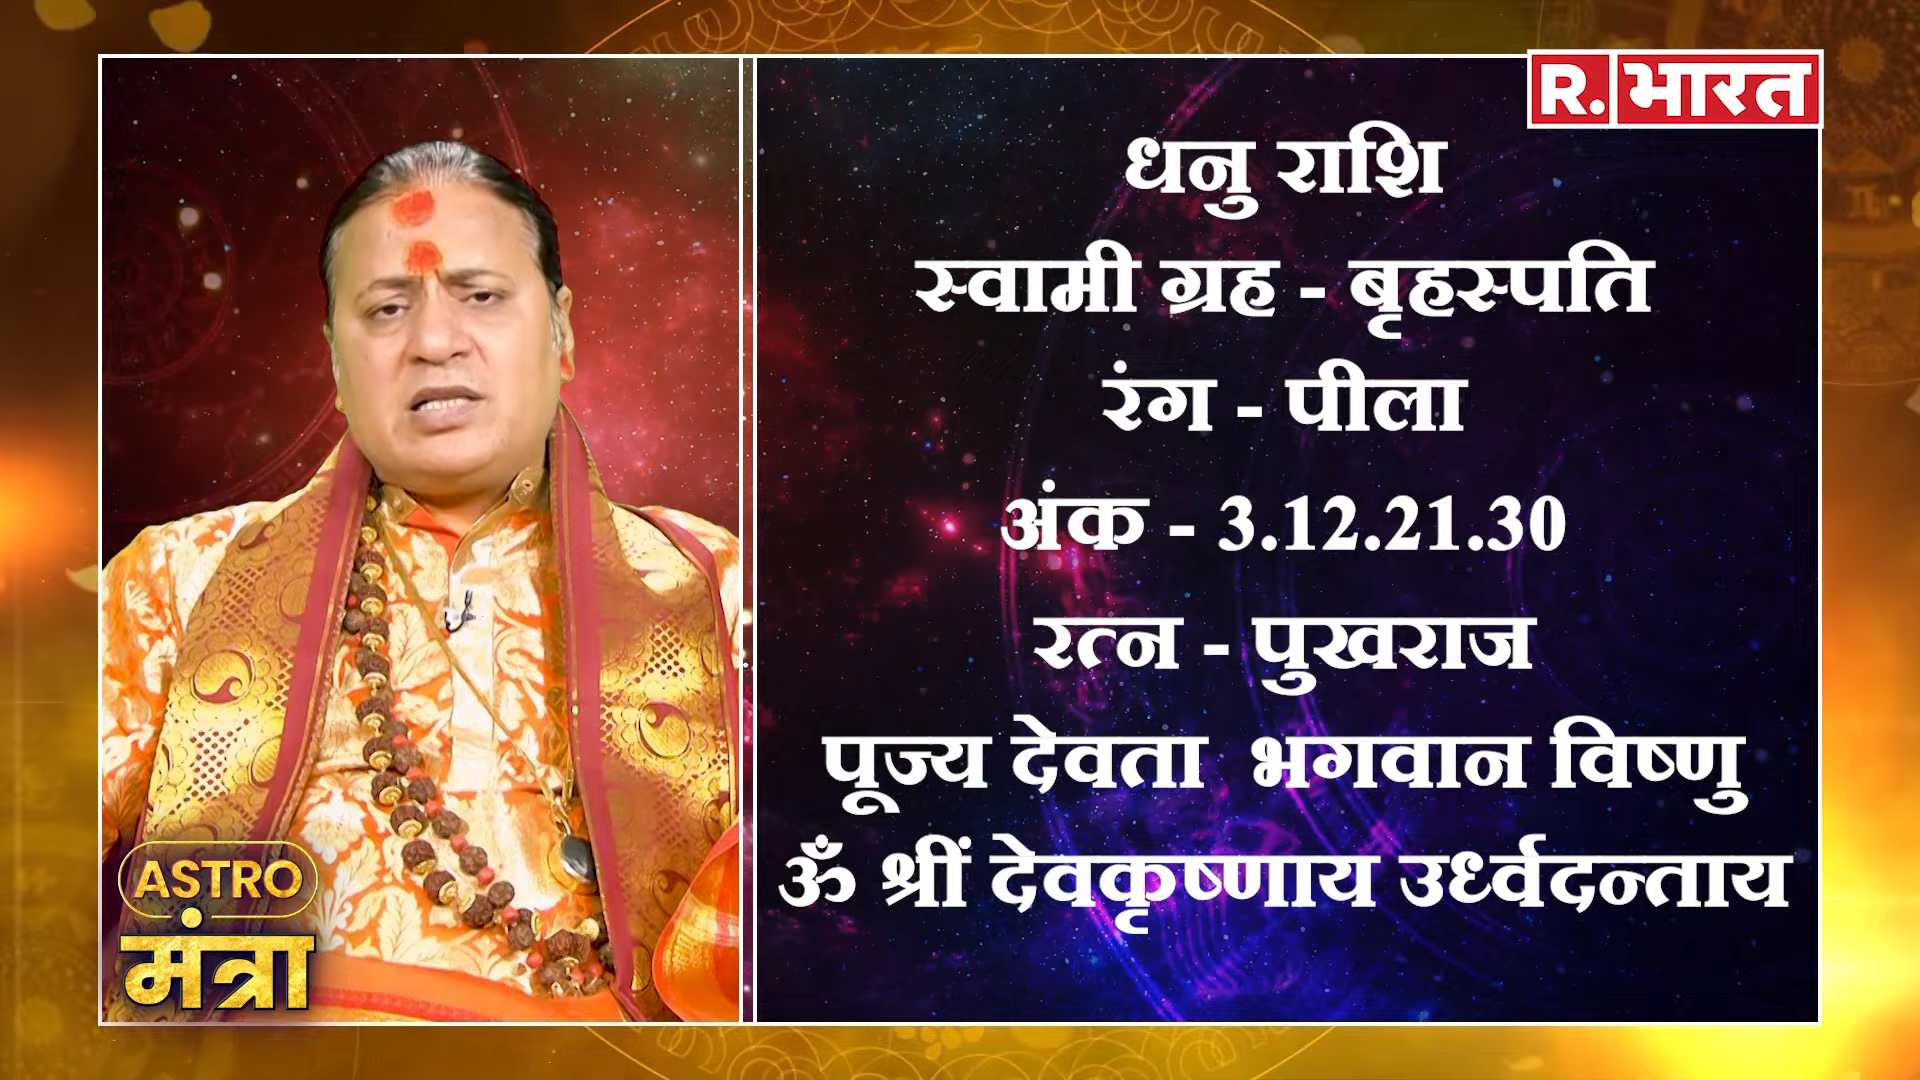 R.भारत
धनु राशि
स्वामी ग्रह - बृहस्पति
रंग - पीला
अंक - 3.12.21.30
रत्न - पुखराज
पूज्य देवता भगवान विष्णु
ॐ श्रीं देवकृष्णाय उर्ध्वदन्ताय
ASTRO
मंत्रा